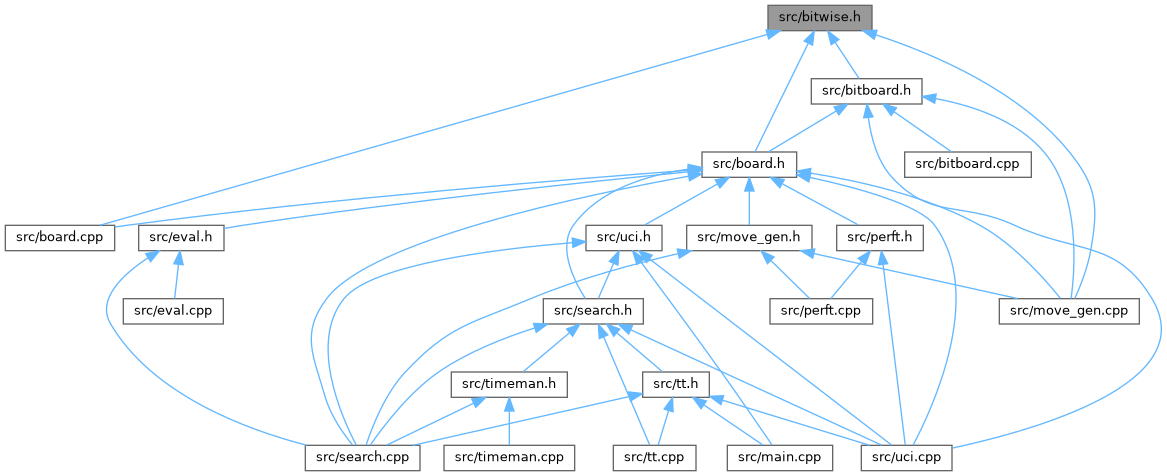 src/bitwise.h
src/bitboard.h
src/board.h
src/bitboard.cpp
src/board.cpp
src/eval.h
src/uci.h
src/move_gen.h
src/perft.h
src/eval.cpp
src/search.h
src/perft.cpp
src/move_gen.cpp
src/timeman.h
src/tt.h
src/search.cpp
src/timeman.cpp
src/tt.cpp
src/main.cpp
src/uci.cpp